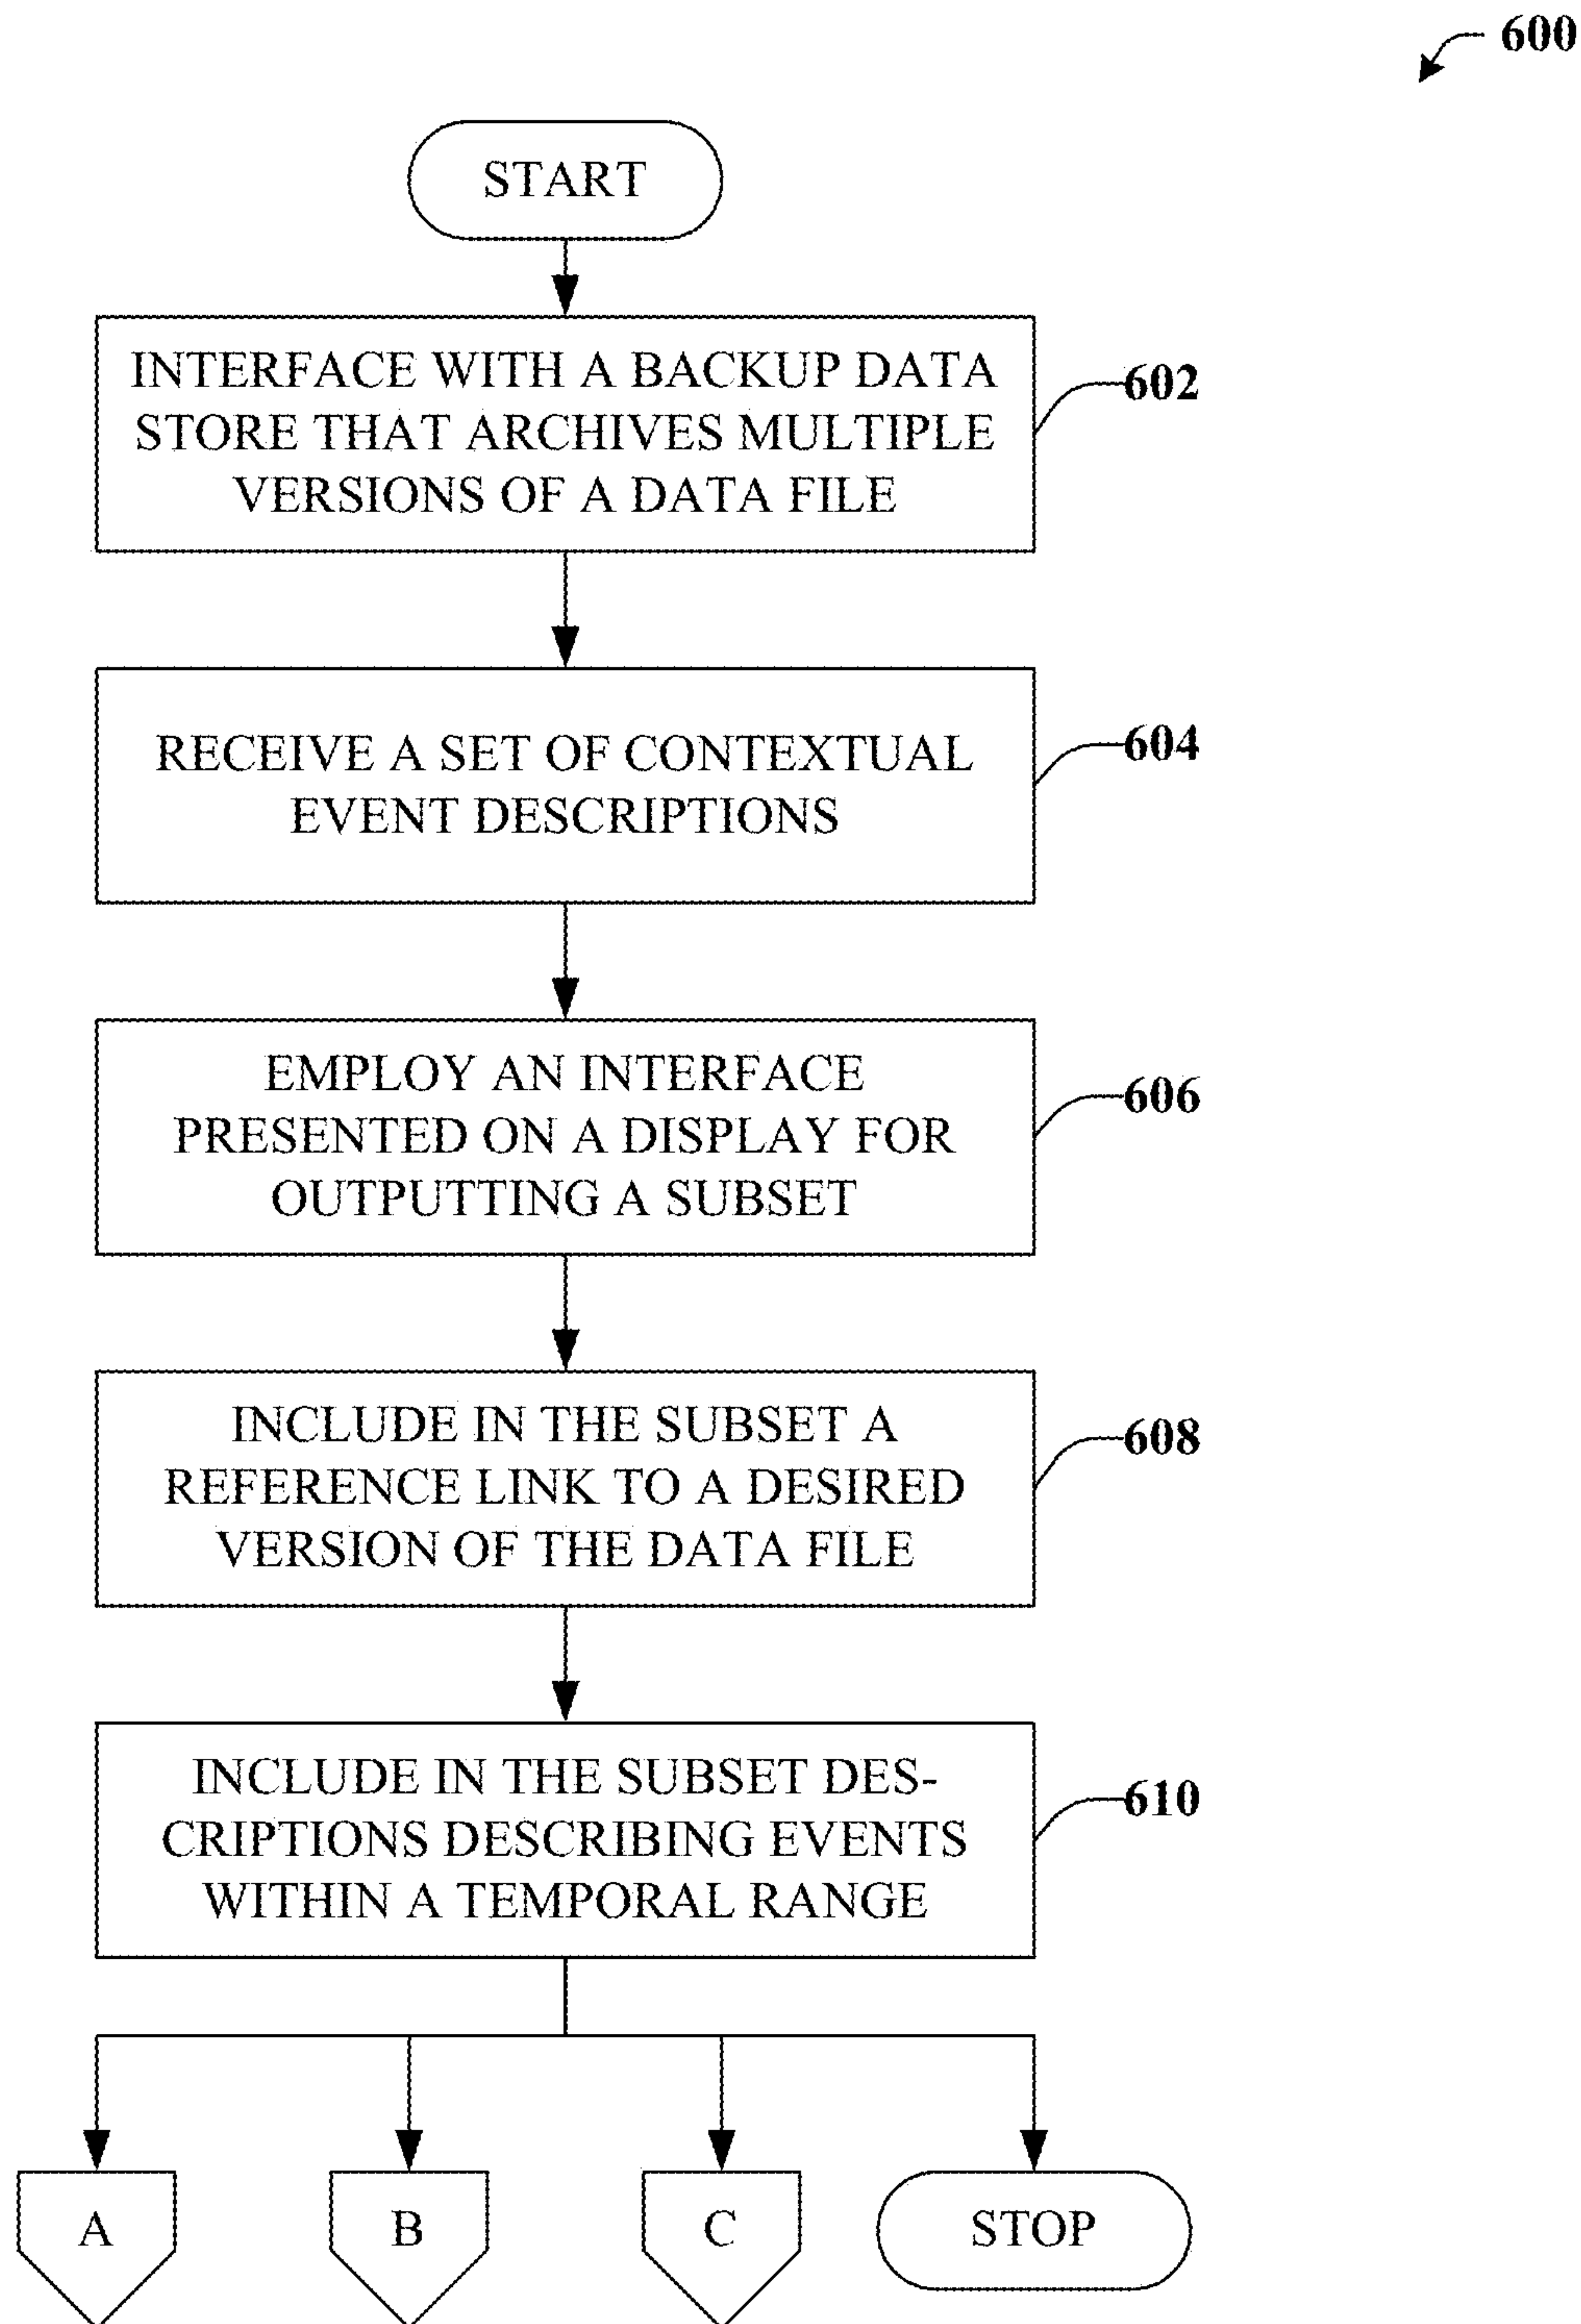 600
START
INTERFACE WITH A BACKUP DATA
STORE THAT ARCHIVES MULTIPLE
VERSIONS OF A DATA FILE
602
RECEIVE A SET OF CONTEXTUAL
EVENT DESCRIPTIONS
604
EMPLOY AN INTERFACE
PRESENTED ON A DISPLAY FOR
OUTPUTTING A SUBSET
606
INCLUDE IN THE SUBSET A
REFERENCE LINK TO A DESIRED
VERSION OF THE DATA FILE
608
INCLUDE IN THE SUBSET DES-
CRIPTIONS DESCRIBING EVENTS
WITHIN A TEMPORAL RANGE
610
A
B
C
STOP